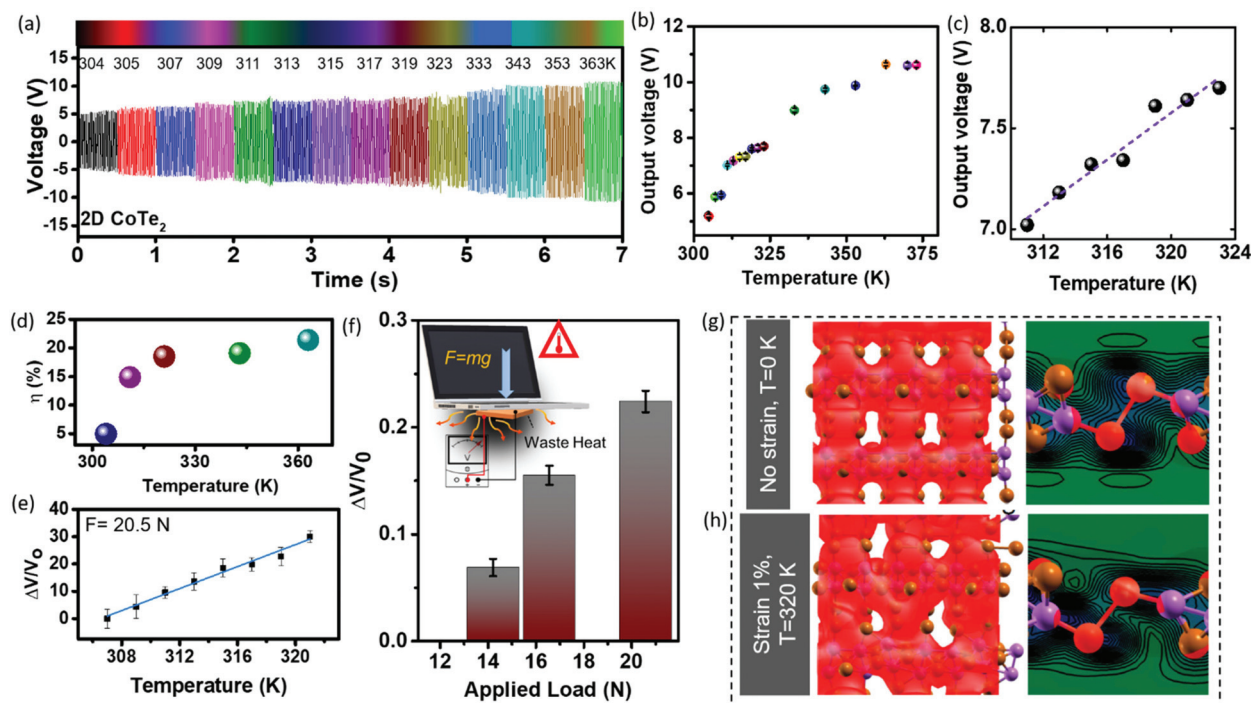 (a)
304 305 307 309 311 313 315 317 319 323 333 343 353 363K
Voltage (V)
15
10
5
0
-5
-10
-15
2D CoTe₂
0 1 2 3 4 5 6 7
Time (s)
(b)
Output voltage (V)
12
10
8
6
300 325 350 375
Temperature (K)
(c)
Output voltage (V)
8.0
7.5
7.0
312 316 320 324
Temperature (K)
(d)
η (%)
25
20
15
10
5
300 330 360
Temperature (K)
(e)
F= 20.5 N
ΔV/Vₒ
30
20
10
0
308 312 316 320
Temperature (K)
(f)
ΔV/V₀
0.3
0.2
0.1
0.0
F=mg
Waste Heat
V
12 14 16 18 20
Applied Load (N)
(g)
No strain, T=0 K
(h)
Strain 1%,
T=320 K